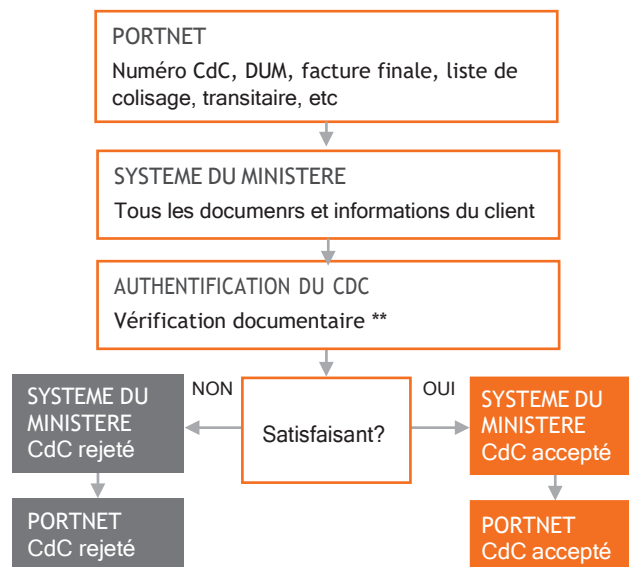 PORTNET
Numéro CdC, DUM, facture finale, liste de
colisage, transitaire, etc
SYSTEME DU MINISTERE
Tous les documenrs et informations du client
AUTHENTIFICATION DU CDC
Vérification documentaire **
NON
OUI
SYSTEME DU
MINISTERE
CdC rejeté
Satisfaisant?
SYSTEME DU
MINISTERE
CdC accepté
PORTNET
CdC rejeté
PORTNET
CdC accepté